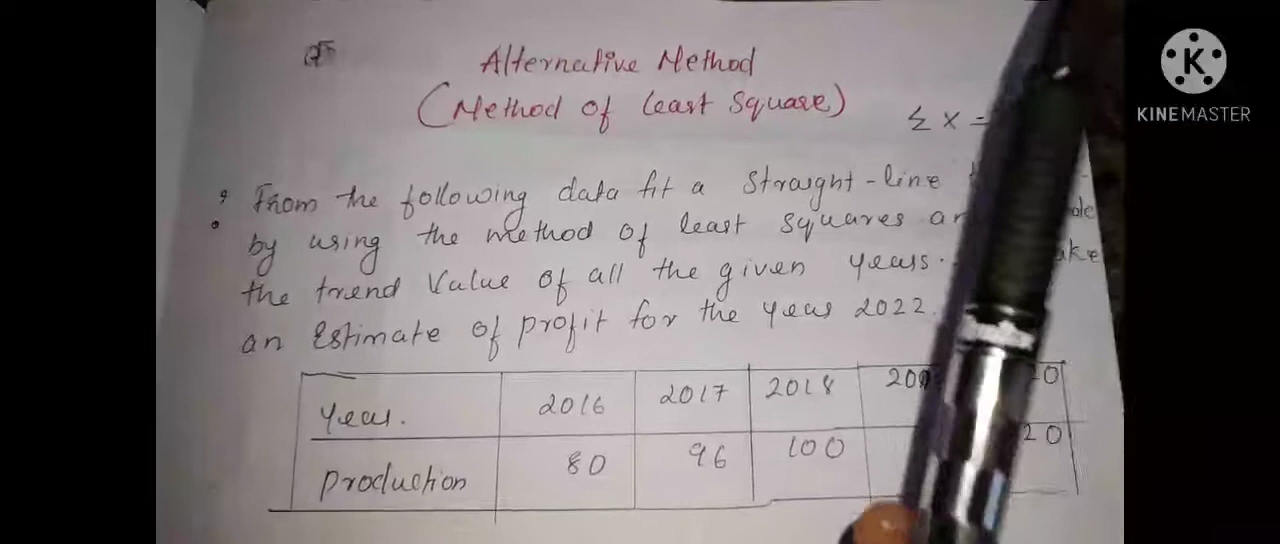 Alternative Method
(Method of least square)
Σ x =
From the following data fit a straight-line
by using the method of least squares
the trend value of all the given years.
an Estimate of profit for the year 2022.
year. 2016 2017 2018
production 80 96 100
KINEMASTER